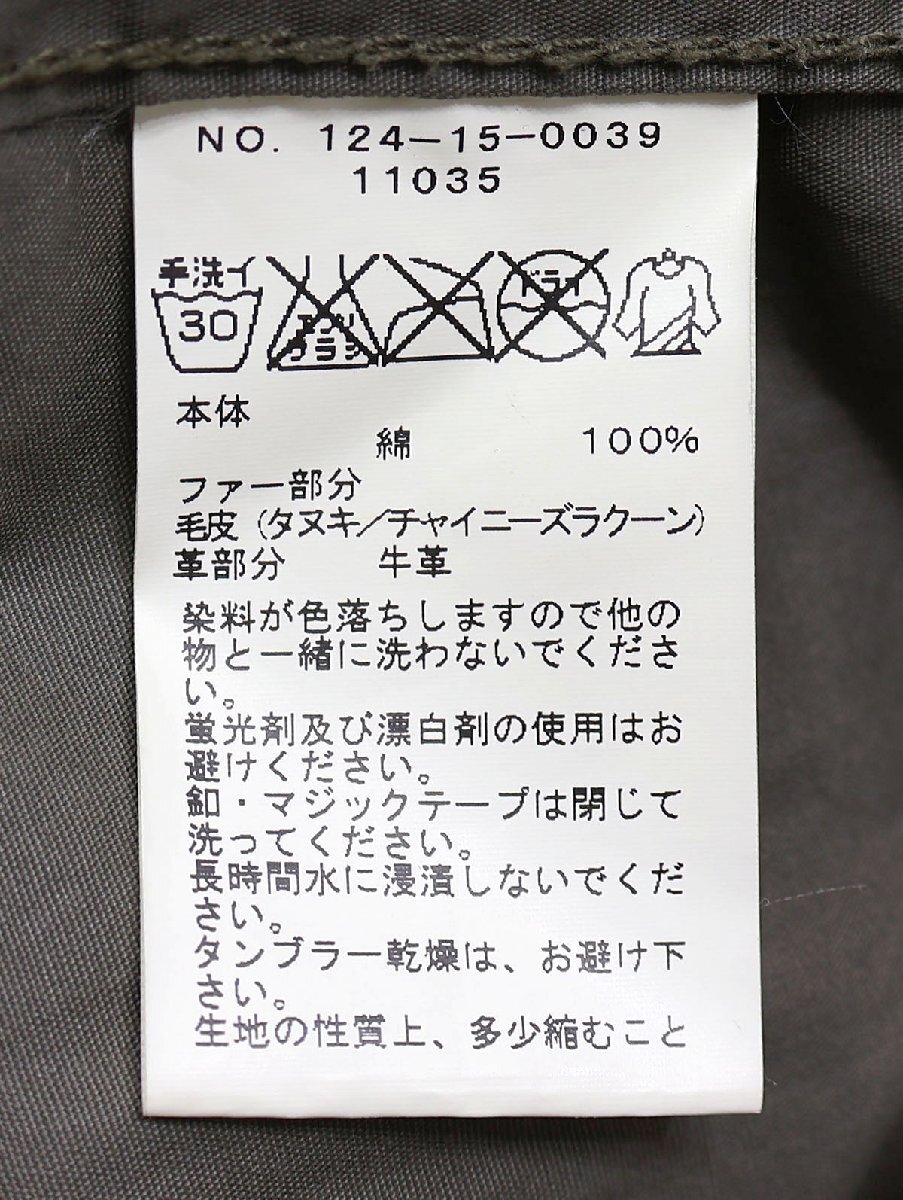 NO. 124-15-0039
11035
手洗イ
30
エンソ
サラシ
ドライ
本体
綿 100%
ファー部分
毛皮(タヌキ/チャイニーズラクーン)
革部分 牛革
染料が色落ちしますので他の
物と一緒に洗わないでくださ
い。
蛍光剤及び漂白剤の使用はお
避けください。
釦・マジックテープは閉じて
洗ってください。
長時間水に浸漬しないでくだ
さい。
タンブラー乾燥は、お避け下
さい。
生地の性質上、多少縮むこと